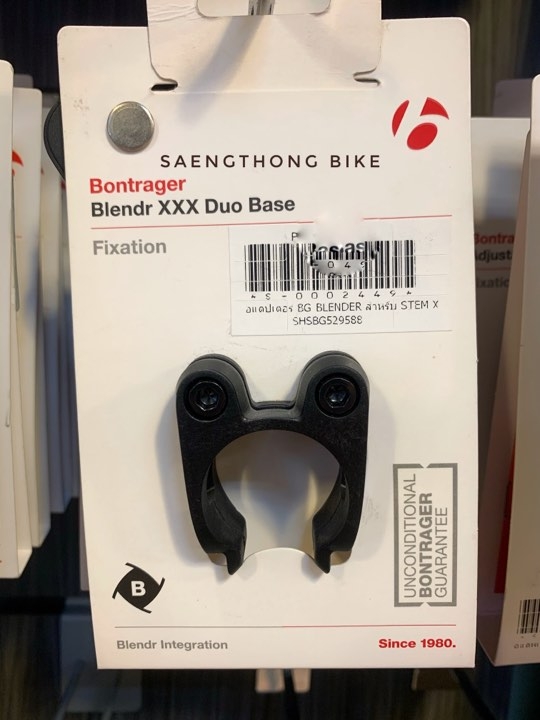 SAENGTHONG BIKE
Bontrager
Blendr XXX Duo Base
Fixation
อแดปเตอร์ BG BLENDER สำหรับ STEM X
SHSBG529588
UNCONDITIONAL
BONTRAGER
GUARANTEE
B
Blendr Integration
Since 1980.